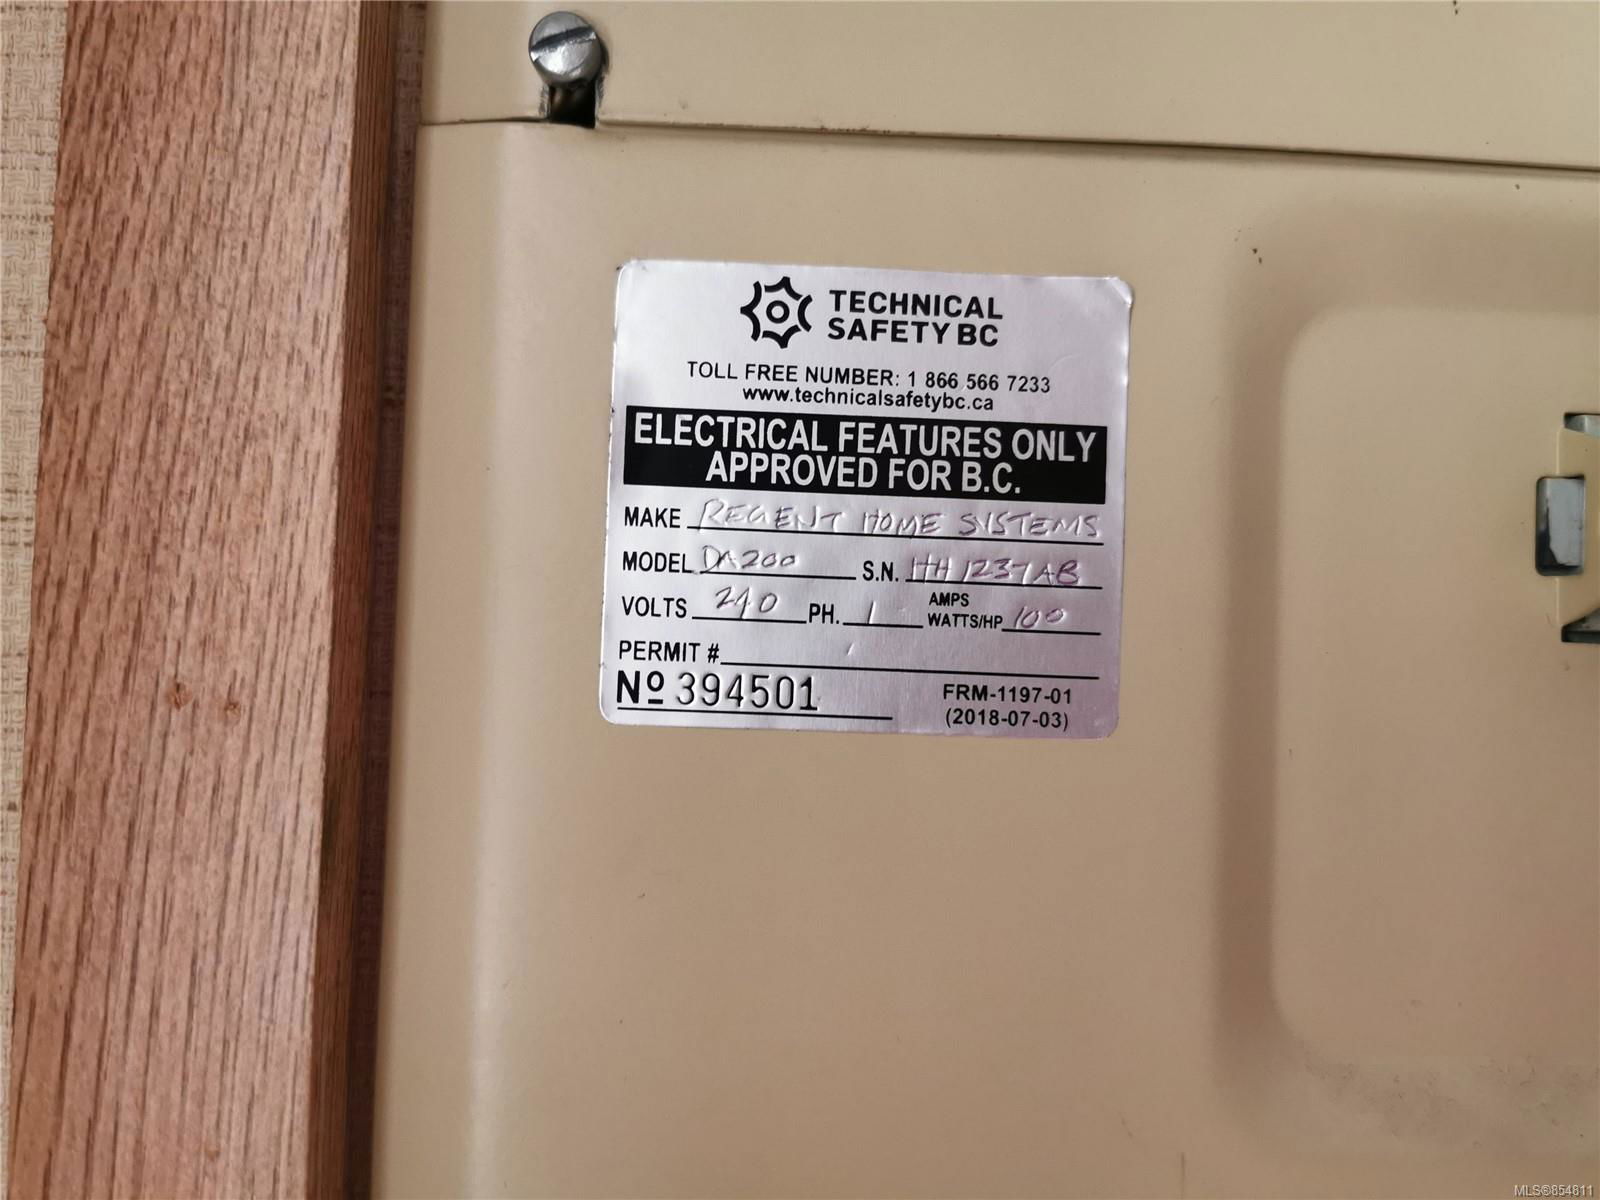 TECHNICAL
SAFETY BC
TOLL FREE NUMBER: 1 866 566 7233
www.technicalsafetybc.ca
ELECTRICAL FEATURES ONLY
APPROVED FOR B.C.
MAKE REGENT HOME SYSTEMS
MODEL DA200 S.N. HH1237AB
VOLTS 240 PH. 1 AMPS WATTS/HP 100
PERMIT #
Nº 394501
FRM-1197-01
(2018-07-03)
MLS®854811